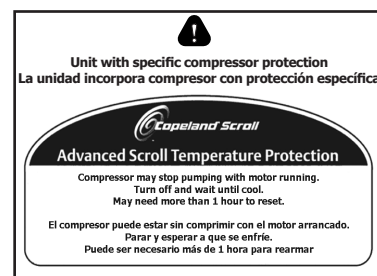 Unit with specific compressor protection
La unidad incorpora compresor con protección específica
Copeland Scroll
Advanced Scroll Temperature Protection
Compressor may stop pumping with motor running.
Turn off and wait until cool.
May need more than 1 hour to reset.
El compresor puede estar sin comprimir con el motor arrancado.
Parar y esperar a que se enfríe.
Puede ser necesario más de 1 hora para rearmar